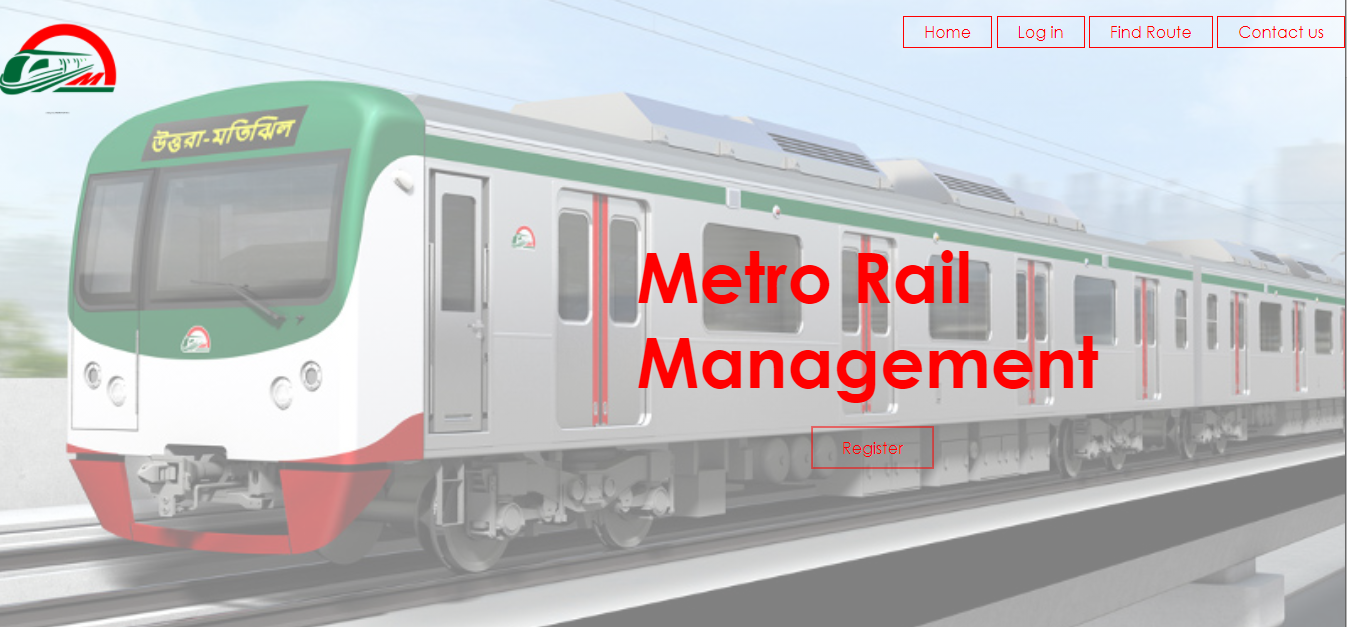 Home
Log in
Find Route
Contact us
উত্তরা-মতিঝিল
Metro Rail
Management
Register